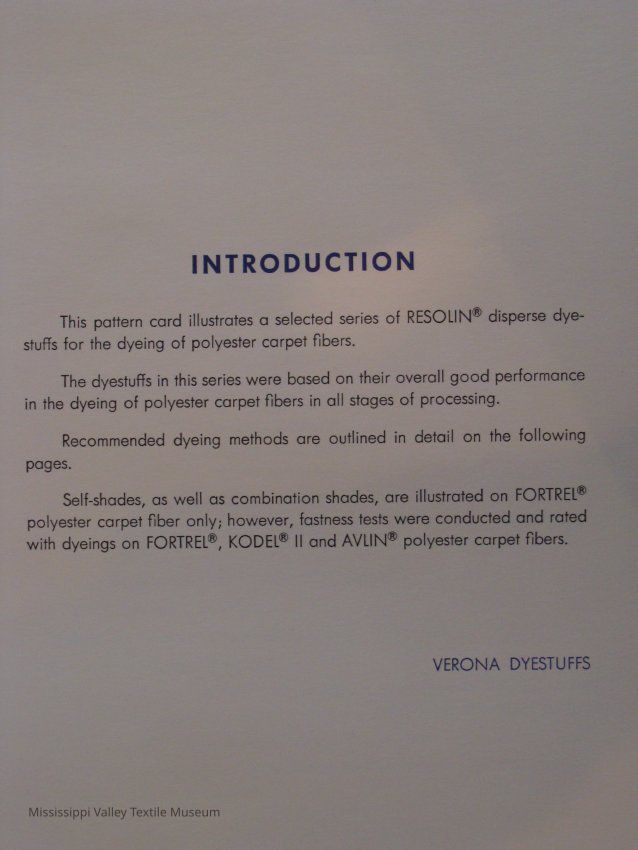 INTRODUCTION
This pattern card illustrates a selected series of RESOLIN® disperse dye-
stuffs for the dyeing of polyester carpet fibers.
The dyestuffs in this series were based on their overall good performance
in the dyeing of polyester carpet fibers in all stages of processing.
Recommended dyeing methods are outlined in detail on the following
pages.
Self-shades, as well as combination shades, are illustrated on FORTREL®
polyester carpet fiber only; however, fastness tests were conducted and rated
with dyeings on FORTREL®, KODEL® II and AVLIN® polyester carpet fibers.
VERONA DYESTUFFS
Mississippi Valley Textile Museum